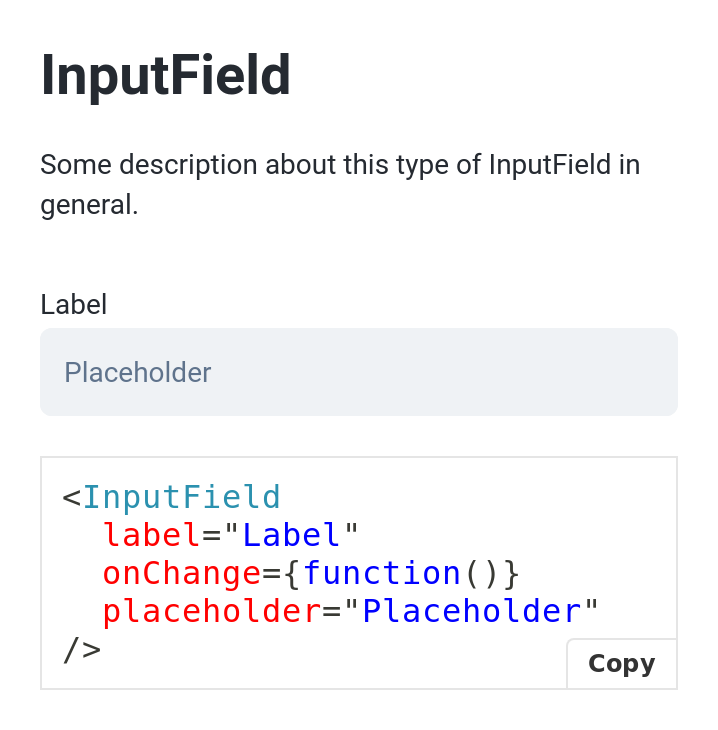 InputField
Some description about this type of InputField in
general.
Label
Placeholder
<InputField
  label="Label"
  onChange={function()}
  placeholder="Placeholder"
/>
Copy